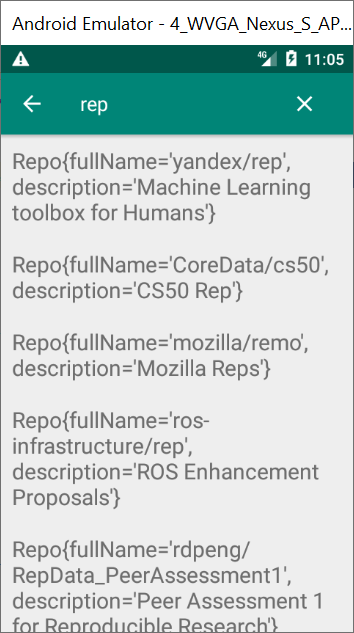 Android Emulator - 4_WVGA_Nexus_S_AP...
4G 11:05
rep
Repo{fullName='yandex/rep',
description='Machine Learning
toolbox for Humans'}
Repo{fullName='CoreData/cs50',
description='CS50 Rep'}
Repo{fullName='mozilla/remo',
description='Mozilla Reps'}
Repo{fullName='ros-
infrastructure/rep',
description='ROS Enhancement
Proposals'}
Repo{fullName='rdpeng/
RepData_PeerAssessment1',
description='Peer Assessment 1
for Reproducible Research'}